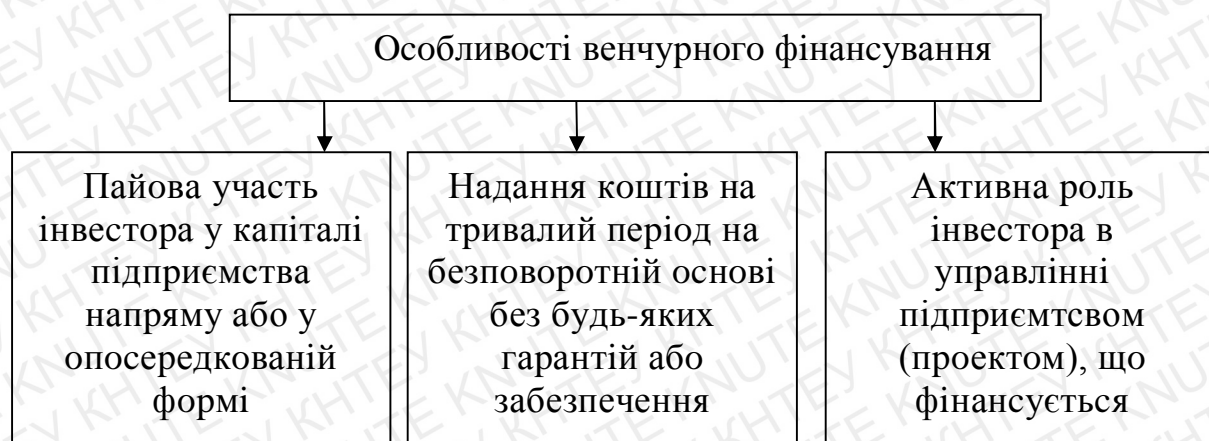 Особливості венчурного фінансування
Пайова участь
інвестора у капіталі
підприємства
напряму або у
опосередкованій
формі
Надання коштів на
тривалий період на
безповоротній основі
без будь-яких
гарантій або
забезпечення
Активна роль
інвестора в
управлінні
підприємтсвом
(проектом), що
фінансується